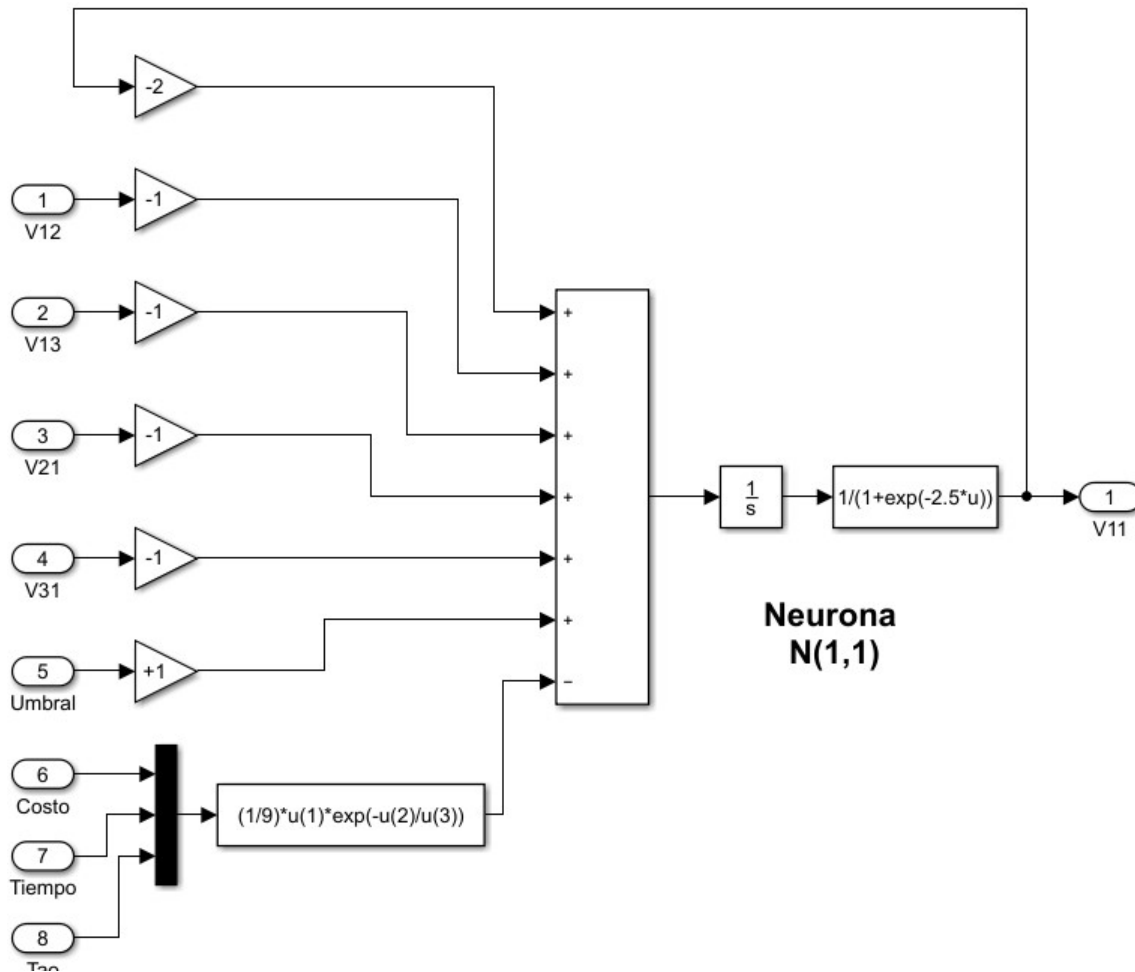 -2
1
-1
V12
2
-1
V13
3
-1
V21
4
-1
V31
5
+1
Umbral
6
Costo
7
Tiempo
8
Tao
(1/9)*u(1)*exp(-u(2)/u(3))
+
+
+
+
+
+
−
1
s
1/(1+exp(-2.5*u))
1
V11
Neurona
N(1,1)